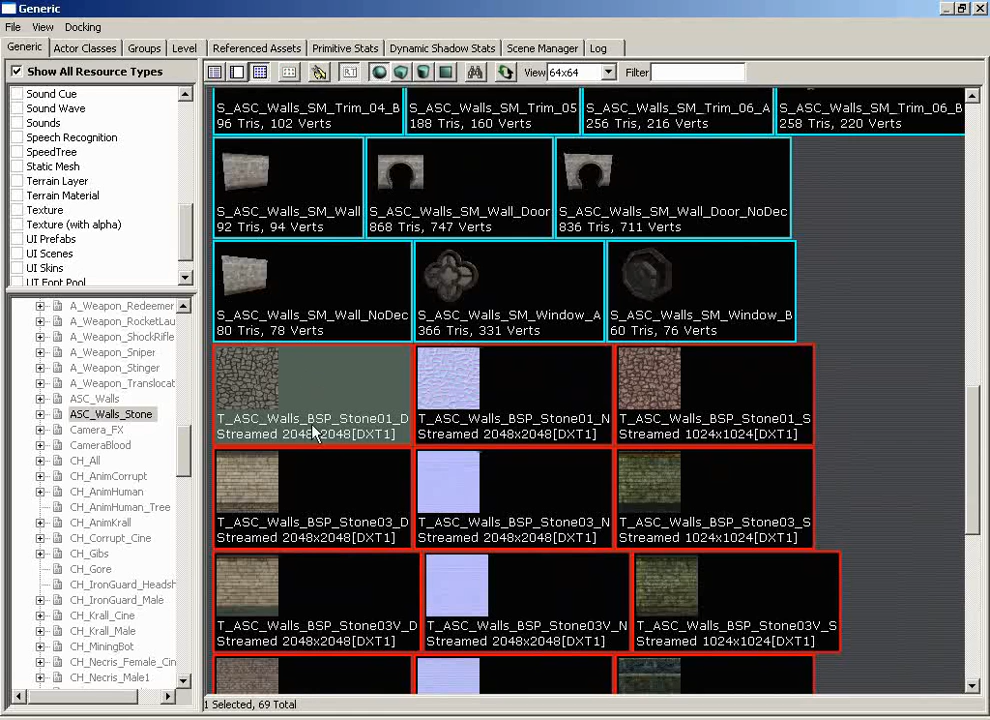 Generic
File View Docking
Generic Actor Classes Groups Level Referenced Assets Primitive Stats Dynamic Shadow Stats Scene Manager Log
Show All Resource Types
View 64x64 Filter
Sound Cue
Sound Wave
Sounds
Speech Recognition
SpeedTree
Static Mesh
Terrain Layer
Terrain Material
Texture
Texture (with alpha)
UI Prefabs
UI Scenes
UI Skins
UI Font Pool
A_Weapon_Redeemer
A_Weapon_RocketLau
A_Weapon_ShockRifle
A_Weapon_Sniper
A_Weapon_Stinger
A_Weapon_Translocat
ASC_Walls
ASC_Walls_Stone
Camera_FX
CameraBlood
CH_All
CH_AnimCorrupt
CH_AnimHuman
CH_AnimHuman_Tree
CH_AnimKrall
CH_Corrupt_Cine
CH_Gibs
CH_Gore
CH_IronGuard_Headsh
CH_IronGuard_Male
CH_Krall_Cine
CH_Krall_Male
CH_MiningBot
CH_Necris_Female_Cin
CH_Necris_Male1
S_ASC_Walls_SM_Trim_04_B S_ASC_Walls_SM_Trim_05 S_ASC_Walls_SM_Trim_06_A S_ASC_Walls_SM_Trim_06_B
96 Tris, 102 Verts 188 Tris, 160 Verts 256 Tris, 216 Verts 258 Tris, 220 Verts
S_ASC_Walls_SM_Wall S_ASC_Walls_SM_Wall_Door S_ASC_Walls_SM_Wall_Door_NoDec
92 Tris, 94 Verts 868 Tris, 747 Verts 836 Tris, 711 Verts
S_ASC_Walls_SM_Wall_NoDec S_ASC_Walls_SM_Window_A S_ASC_Walls_SM_Window_B
80 Tris, 78 Verts 366 Tris, 331 Verts 60 Tris, 76 Verts
T_ASC_Walls_BSP_Stone01_D T_ASC_Walls_BSP_Stone01_N T_ASC_Walls_BSP_Stone01_S
Streamed 2048x2048[DXT1] Streamed 2048x2048[DXT1] Streamed 1024x1024[DXT1]
T_ASC_Walls_BSP_Stone03_D T_ASC_Walls_BSP_Stone03_N T_ASC_Walls_BSP_Stone03_S
Streamed 2048x2048[DXT1] Streamed 2048x2048[DXT1] Streamed 1024x1024[DXT1]
T_ASC_Walls_BSP_Stone03V_D T_ASC_Walls_BSP_Stone03V_N T_ASC_Walls_BSP_Stone03V_S
Streamed 2048x2048[DXT1] Streamed 2048x2048[DXT1] Streamed 1024x1024[DXT1]
1 Selected, 69 Total